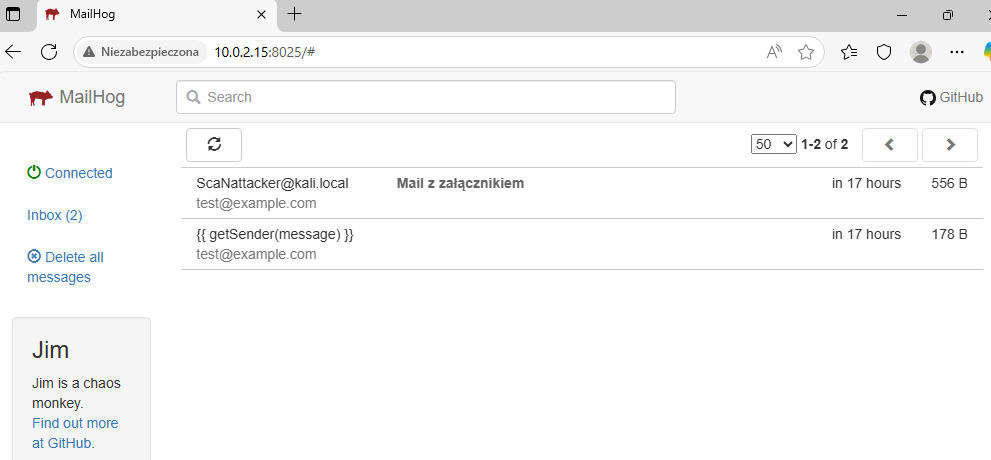 MailHog
Niezabezpieczona 10.0.2.15:8025/#
MailHog
Search
GitHub
50 1-2 of 2
Connected
Inbox (2)
Delete all
messages
ScaNattacker@kali.local Mail z załącznikiem in 17 hours 556 B
test@example.com
{{ getSender(message) }} in 17 hours 178 B
test@example.com
Jim
Jim is a chaos
monkey.
Find out more
at GitHub.